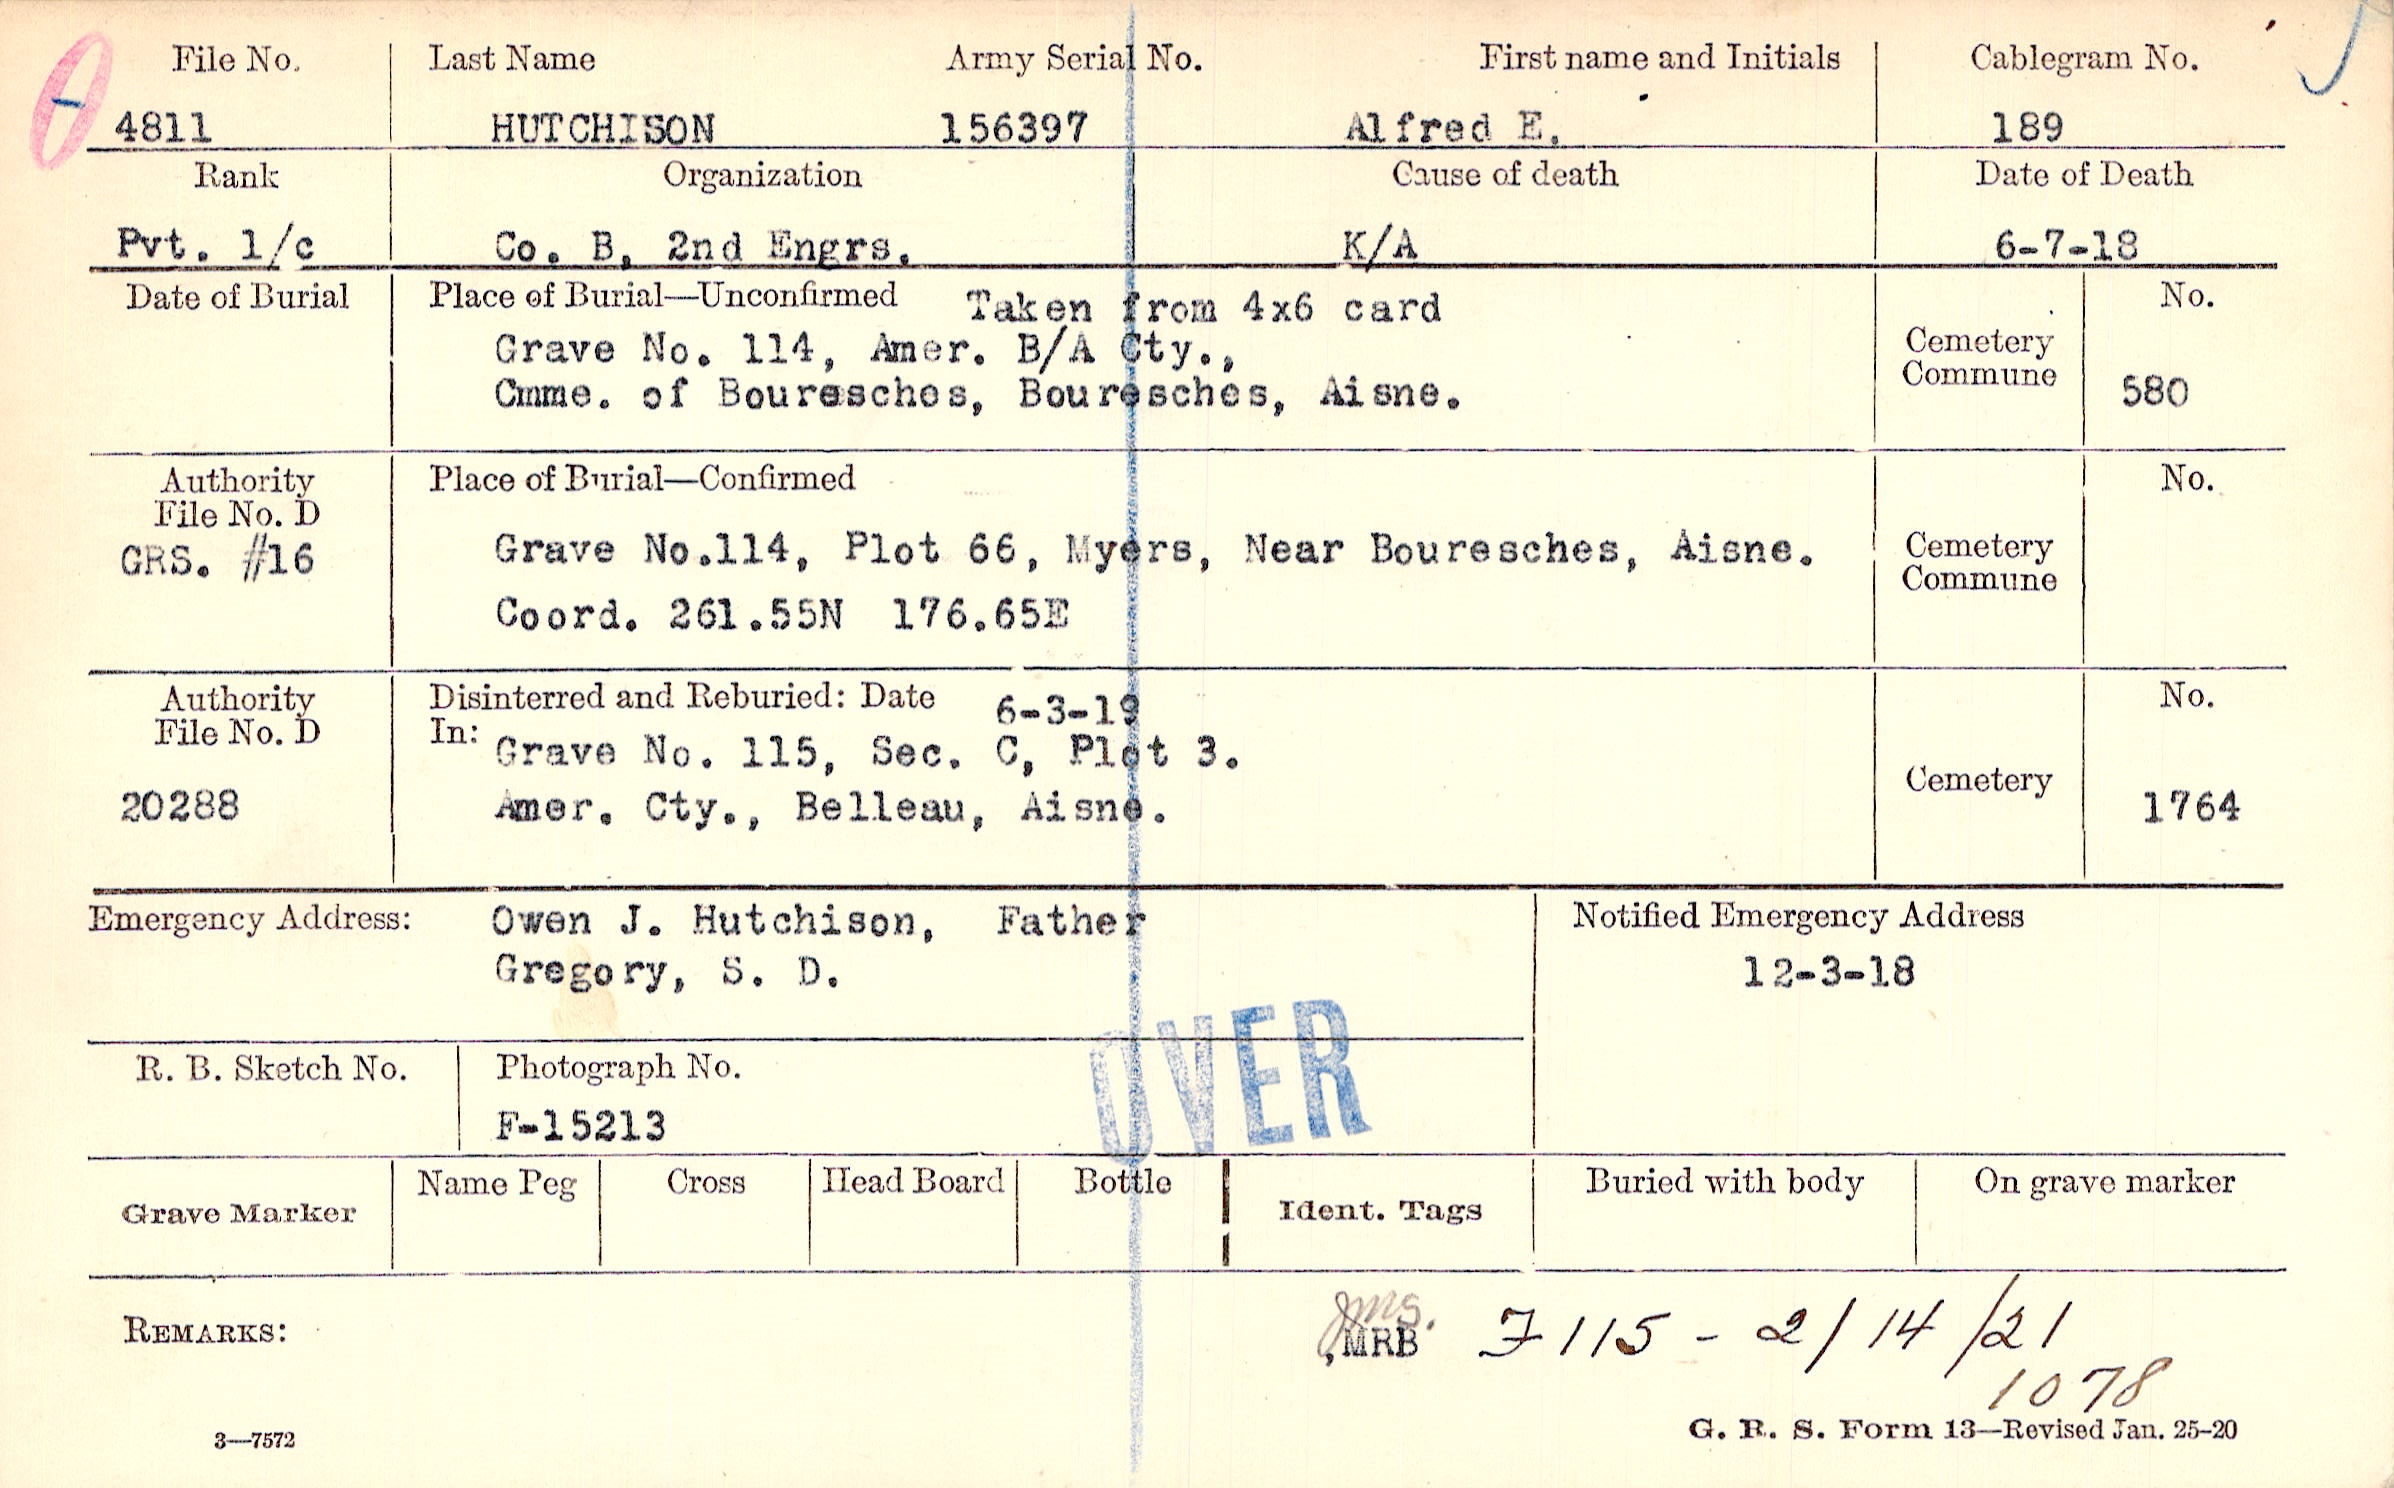 File No. Last Name Army Serial No. First name and Initials Cablegram No.
4811 HUTCHISON 156397 Alfred E. 189
Rank Organization Cause of death Date of Death
Pvt. 1/c Co. B, 2nd Engrs. K/A 6-7-18
Date of Burial Place of Burial—Unconfirmed Taken from 4x6 card No.
Grave No. 114, Amer. B/A Cty.,
Cemetery
Commune
Cmme. of Bouresches, Bouresches, Aisne. 580
Authority Place of Burial—Confirmed No.
File No. D
GRS. #16 Grave No.114, Plot 66, Myers, Near Bouresches, Aisne. Cemetery
Commune
Coord. 261.55N 176.65E
Authority Disinterred and Reburied: Date 6-3-19 No.
File No. D In: Grave No. 115, Sec. C, Plot 3.
Cemetery
20288 Amer. Cty., Belleau, Aisne. 1764
Emergency Address: Owen J. Hutchison, Father Notified Emergency Address
Gregory, S. D. 12-3-18
OVER
R. B. Sketch No. Photograph No.
F-15213
Grave Marker Name Peg Cross Head Board Bottle Ident. Tags Buried with body On grave marker
REMARKS: jms. ,MRB F115 - 2/14/21
1078
3—7572 G. R. S. Form 13—Revised Jan. 25-20